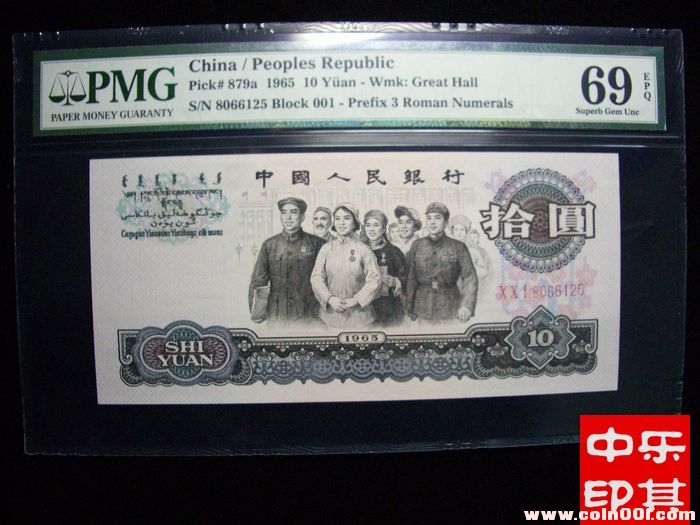 PMG
PAPER MONEY GUARANTY
China / Peoples Republic
Pick# 879a 1965 10 Yüan - Wmk: Great Hall
S/N 8066125 Block 001 - Prefix 3 Roman Numerals
69 EPQ
Superb Gem Unc
中國人民銀行
拾圓
XX I 8066125
1965
SHI
YUAN
10
中乐
印其
www.coin001.com